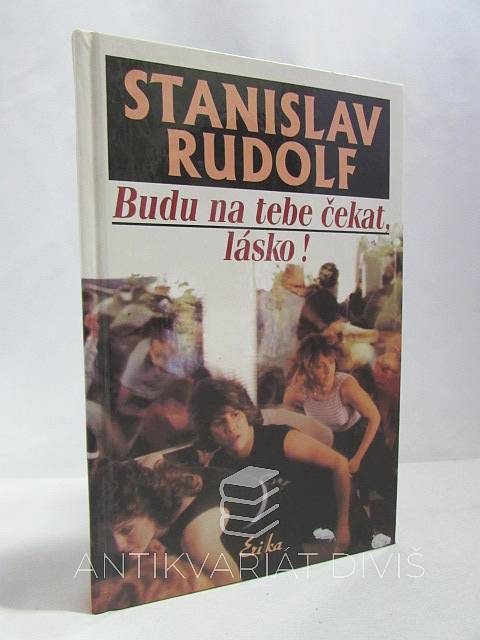 STANISLAV
RUDOLF
Budu na tebe čekat,
lásko!
Erika
ANTIKVARIÁT DIVIŠ